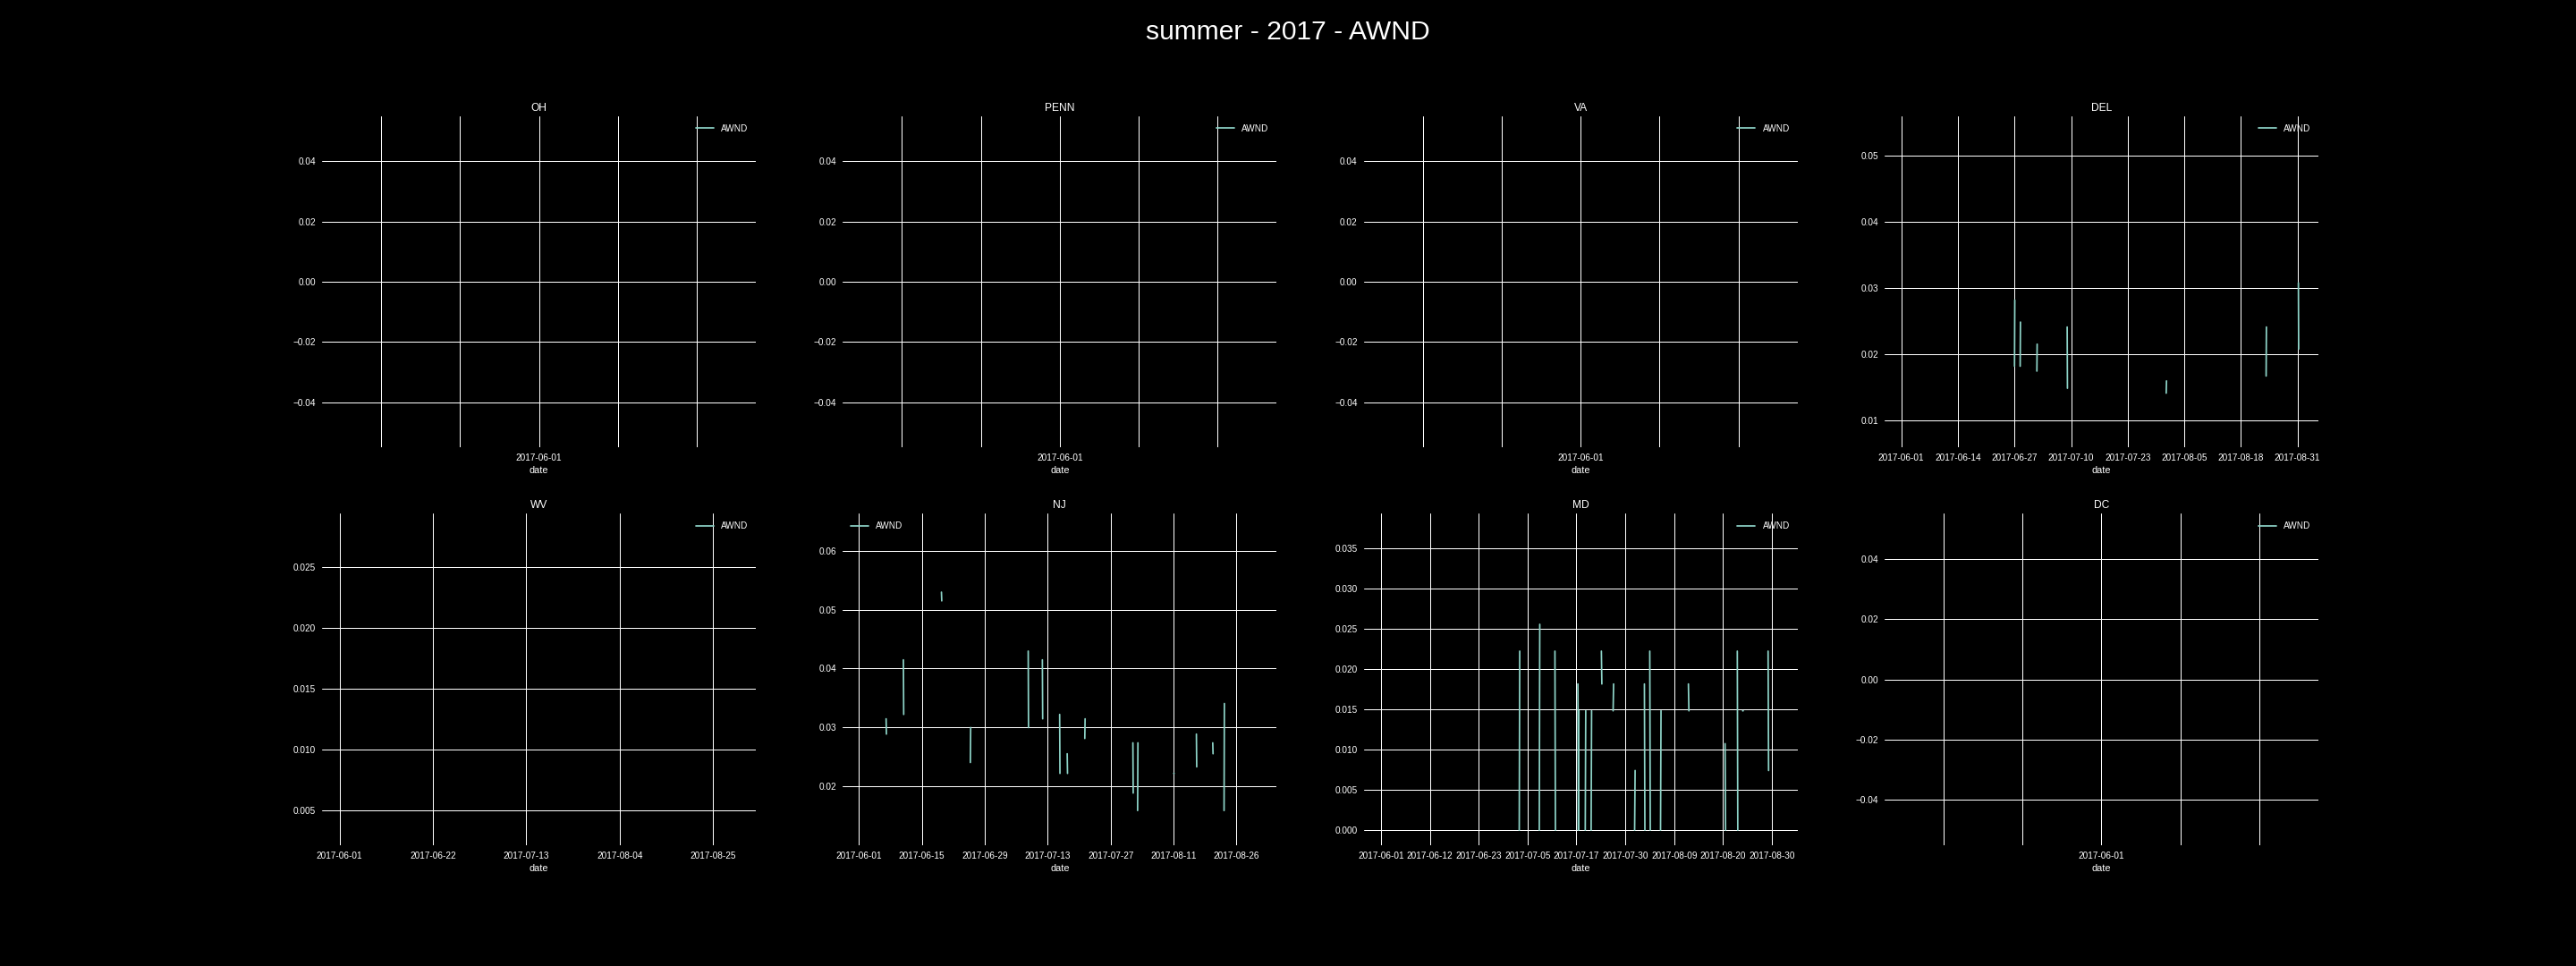 summer - 2017 - AWND
OH
AWND
0.04
0.02
0.00
−0.02
−0.04
2017-06-01
date
PENN
AWND
0.04
0.02
0.00
−0.04
−0.02
2017-06-01
date
VA
AWND
0.04
0.02
0.00
−0.02
−0.04
2017-06-01
date
DEL
AWND
0.05
0.04
0.03
0.02
0.01
2017-06-01 2017-06-14 2017-06-27 2017-07-10 2017-07-23 2017-08-05 2017-08-18 2017-08-31
date
WV
AWND
0.025
0.020
0.015
0.010
0.005
2017-06-01 2017-06-22 2017-07-13 2017-08-04 2017-08-25
date
NJ
AWND
0.06
0.05
0.04
0.03
0.02
2017-06-01 2017-06-15 2017-06-29 2017-07-13 2017-07-27 2017-08-11 2017-08-26
date
MD
AWND
0.035
0.030
0.025
0.020
0.015
0.010
0.005
0.000
2017-06-01 2017-06-12 2017-06-23 2017-07-05 2017-07-17 2017-07-30 2017-08-09 2017-08-20 2017-08-30
date
DC
AWND
0.04
0.02
0.00
−0.02
−0.04
2017-06-01
date